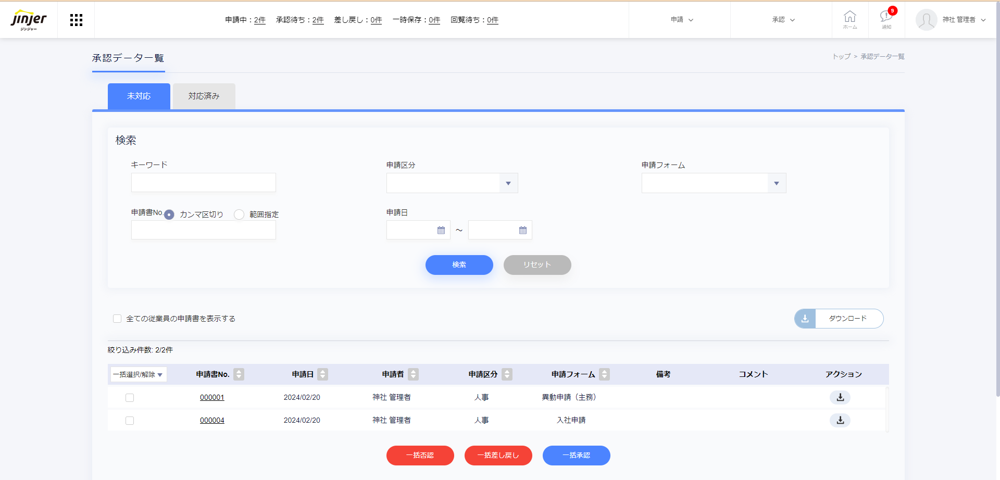 jinjer
ジンジャー
申請中：2件 承認待ち：2件 差し戻し：0件 一時保存：0件 回覧待ち：0件
申請
承認
ホーム
9
通知
神社 管理者
承認データ一覧
トップ > 承認データ一覧
未対応
対応済み
検索
キーワード
申請区分
申請フォーム
申請書No.
カンマ区切り
範囲指定
申請日
～
検索
リセット
全ての従業員の申請書を表示する
ダウンロード
絞り込み件数: 2/2件
一括選択/解除 申請書No. 申請日 申請者 申請区分 申請フォーム 備考 コメント アクション
000001 2024/02/20 神社 管理者 人事 異動申請（主務）
000004 2024/02/20 神社 管理者 人事 入社申請
一括否認
一括差し戻し
一括承認